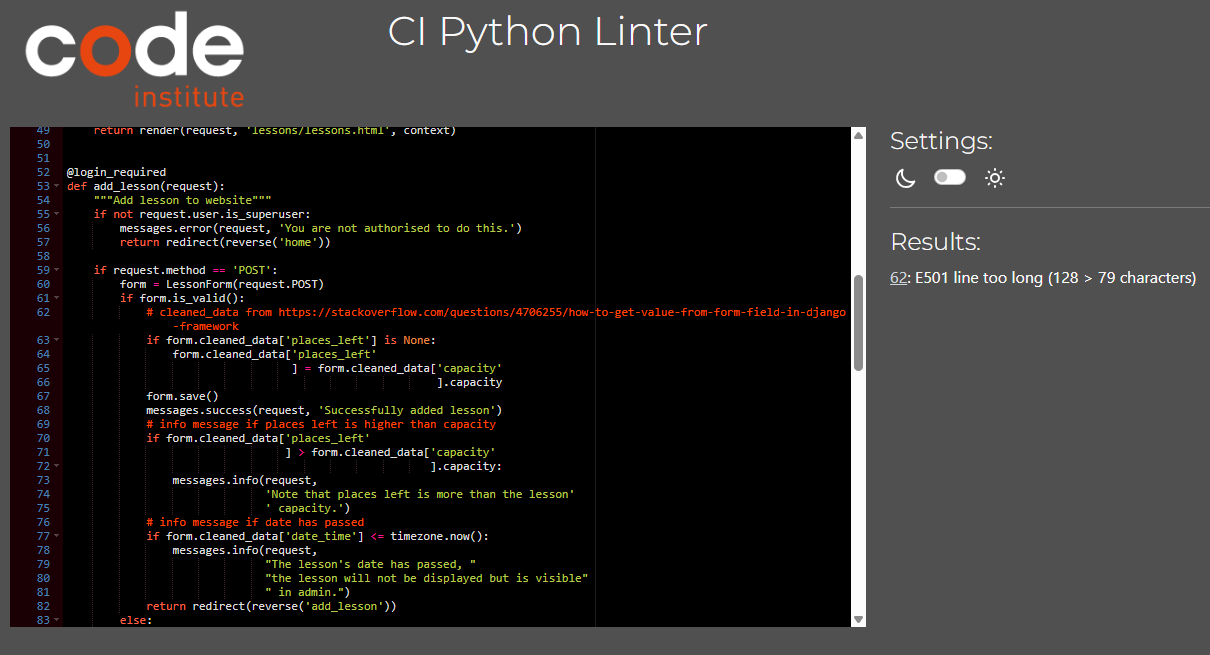 code
institute
CI Python Linter
49 return render(request, 'lessons/lessons.html', context)
50
51
52 @login_required
53 def add_lesson(request):
54 """Add lesson to website"""
55 if not request.user.is_superuser:
56 messages.error(request, 'You are not authorised to do this.')
57 return redirect(reverse('home'))
58
59 if request.method == 'POST':
60 form = LessonForm(request.POST)
61 if form.is_valid():
62 # cleaned_data from https://stackoverflow.com/questions/4706255/how-to-get-value-from-form-field-in-django
-framework
63 if form.cleaned_data['places_left'] is None:
64 form.cleaned_data['places_left'
65 ] = form.cleaned_data['capacity'
66 ].capacity
67 form.save()
68 messages.success(request, 'Successfully added lesson')
69 # info message if places left is higher than capacity
70 if form.cleaned_data['places_left'
71 ] > form.cleaned_data['capacity'
72 ].capacity:
73 messages.info(request,
74 'Note that places left is more than the lesson'
75 ' capacity.')
76 # info message if date has passed
77 if form.cleaned_data['date_time'] <= timezone.now():
78 messages.info(request,
79 "The lesson's date has passed, "
80 "the lesson will not be displayed but is visible"
81 " in admin.")
82 return redirect(reverse('add_lesson'))
83 else:
Settings:
Results:
62: E501 line too long (128 > 79 characters)